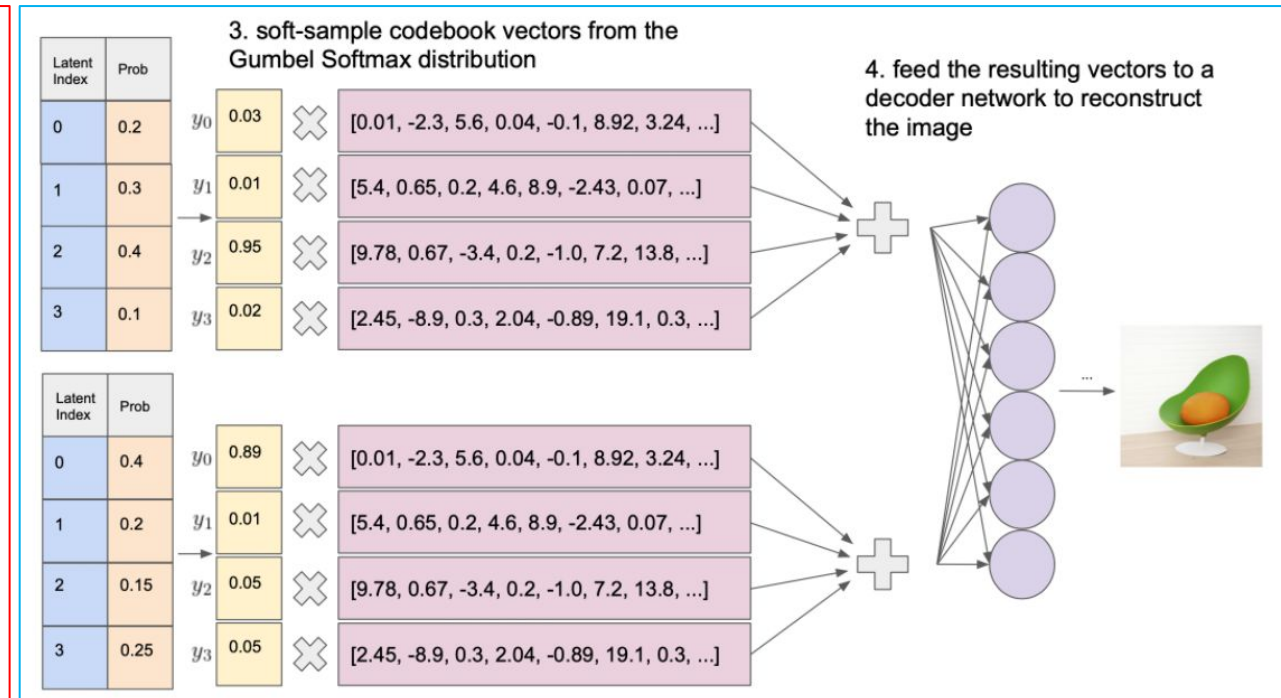 3. soft-sample codebook vectors from the
Gumbel Softmax distribution
4. feed the resulting vectors to a
decoder network to reconstruct
the image
Latent
Index
Prob
0 0.2
y0 0.03 [0.01, -2.3, 5.6, 0.04, -0.1, 8.92, 3.24, ...]
1 0.3
y1 0.01 [5.4, 0.65, 0.2, 4.6, 8.9, -2.43, 0.07, ...]
2 0.4
y2 0.95 [9.78, 0.67, -3.4, 0.2, -1.0, 7.2, 13.8, ...]
3 0.1
y3 0.02 [2.45, -8.9, 0.3, 2.04, -0.89, 19.1, 0.3, ...]
...
Latent
Index
Prob
0 0.4
y0 0.89 [0.01, -2.3, 5.6, 0.04, -0.1, 8.92, 3.24, ...]
1 0.2
y1 0.01 [5.4, 0.65, 0.2, 4.6, 8.9, -2.43, 0.07, ...]
2 0.15
y2 0.05 [9.78, 0.67, -3.4, 0.2, -1.0, 7.2, 13.8, ...]
3 0.25
y3 0.05 [2.45, -8.9, 0.3, 2.04, -0.89, 19.1, 0.3, ...]